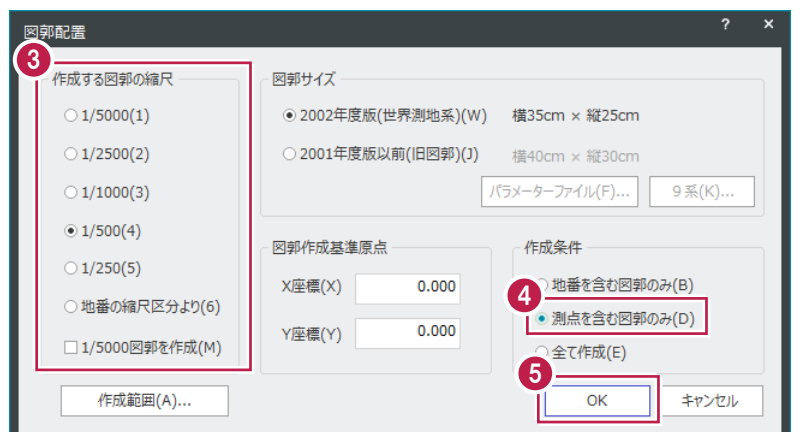 図郭配置
? ×
3
作成する図郭の縮尺
1/5000(1)
1/2500(2)
1/1000(3)
1/500(4)
1/250(5)
地番の縮尺区分より(6)
1/5000図郭を作成(M)
作成範囲(A)...
図郭サイズ
2002年度版(世界測地系)(W) 横35cm × 縦25cm
2001年度版以前(旧図郭)(J) 横40cm × 縦30cm
パラメーターファイル(F)... 9 系(K)...
図郭作成基準原点
X座標(X) 0.000
Y座標(Y) 0.000
作成条件
地番を含む図郭のみ(B)
4
測点を含む図郭のみ(D)
全て作成(E)
5
OK キャンセル